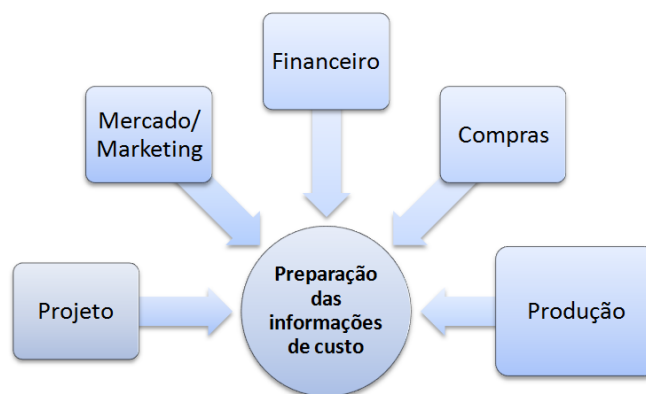 Financeiro
Mercado/
Marketing
Compras
Projeto
Preparação
das
informações
de custo
Produção